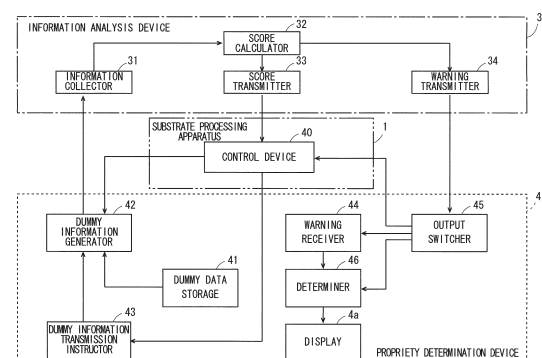 INFORMATION ANALYSIS DEVICE
3
32
SCORE
CALCULATOR
31
INFORMATION
COLLECTOR
33
SCORE
TRANSMITTER
34
WARNING
TRANSMITTER
SUBSTRATE PROCESSING
APPARATUS
1
40
CONTROL DEVICE
4
42
DUMMY
INFORMATION
GENERATOR
44
WARNING
RECEIVER
45
OUTPUT
SWITCHER
41
DUMMY DATA
STORAGE
46
DETERMINER
43
DUMMY INFORMATION
TRANSMISSION
INSTRUCTOR
4a
DISPLAY
PROPRIETY DETERMINATION DEVICE